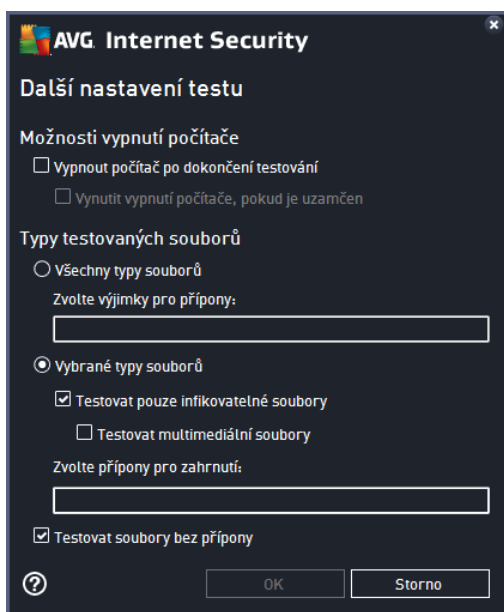 AVG. Internet Security
Další nastavení testu
Možnosti vypnutí počítače
Vypnout počítač po dokončení testování
Vynutit vypnutí počítače, pokud je uzamčen
Typy testovaných souborů
Všechny typy souborů
Zvolte výjimky pro přípony:
Vybrané typy souborů
Testovat pouze infikovatelné soubory
Testovat multimediální soubory
Zvolte přípony pro zahrnutí:
Testovat soubory bez přípony
? OK Storno